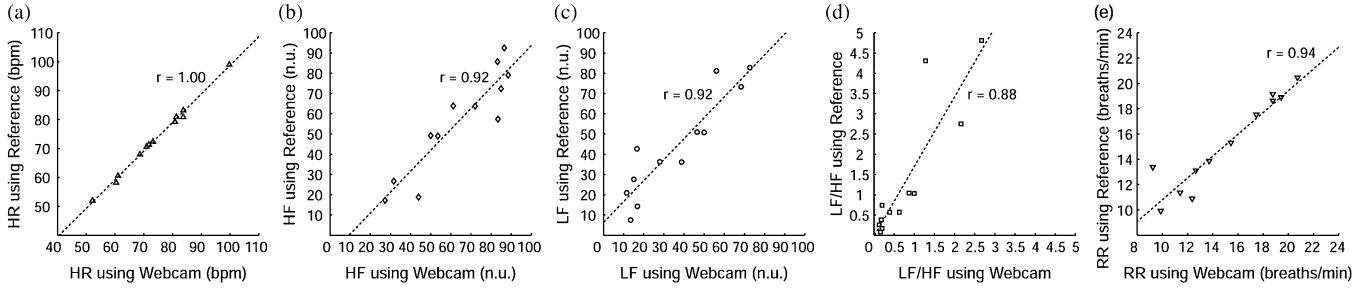 (a)
HR using Reference (bpm)
110
100
90
80
70
60
50
r = 1.00
40 50 60 70 80 90 100 110
HR using Webcam (bpm)
(b)
HF using Reference (n.u.)
100
90
80
70
60
50
40
30
20
10
r = 0.92
0 10 20 30 40 50 60 70 80 90 100
HF using Webcam (n.u.)
(c)
LF using Reference (n.u.)
100
90
80
70
60
50
40
30
20
10
r = 0.92
0 10 20 30 40 50 60 70 80 90 100
LF using Webcam (n.u.)
(d)
LF/HF using Reference
5
4.5
4
3.5
3
2.5
2
1.5
1
0.5
r = 0.88
0.1 0.5 1 1.5 2 2.5 3 3.5 4 4.5 5
LF/HF using Webcam
(e)
RR using Reference (breaths/min)
24
22
20
18
16
14
12
10
r = 0.94
8 10 12 14 16 18 20 22 24
RR using Webcam (breaths/min)